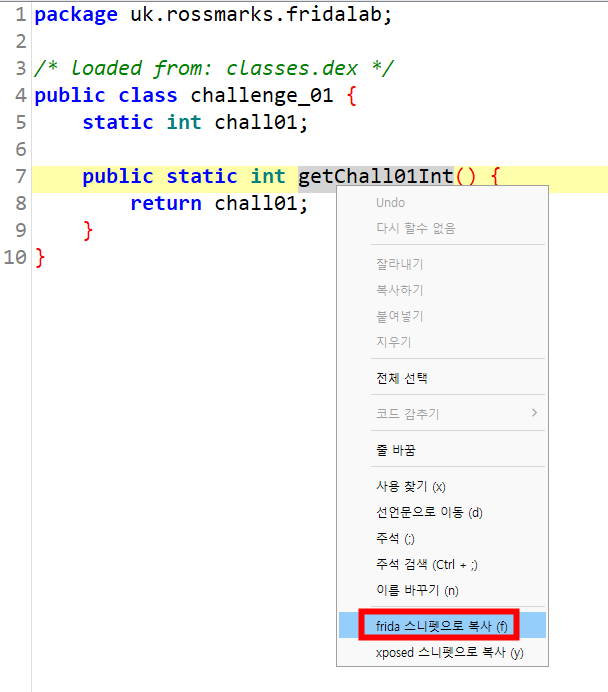 1 package uk.rossmarks.fridalab;
2
3 /* loaded from: classes.dex */
4 public class challenge_01 {
5     static int chall01;
6
7     public static int getChall01Int() {
8         return chall01;
9     }
10 }
Undo
다시 할수 없음
잘라내기
복사하기
붙여넣기
지우기
전체 선택
코드 감추기
줄 바꿈
사용 찾기 (x)
선언문으로 이동 (d)
주석 (;)
주석 검색 (Ctrl + ;)
이름 바꾸기 (n)
frida 스니펫으로 복사 (f)
xposed 스니펫으로 복사 (y)